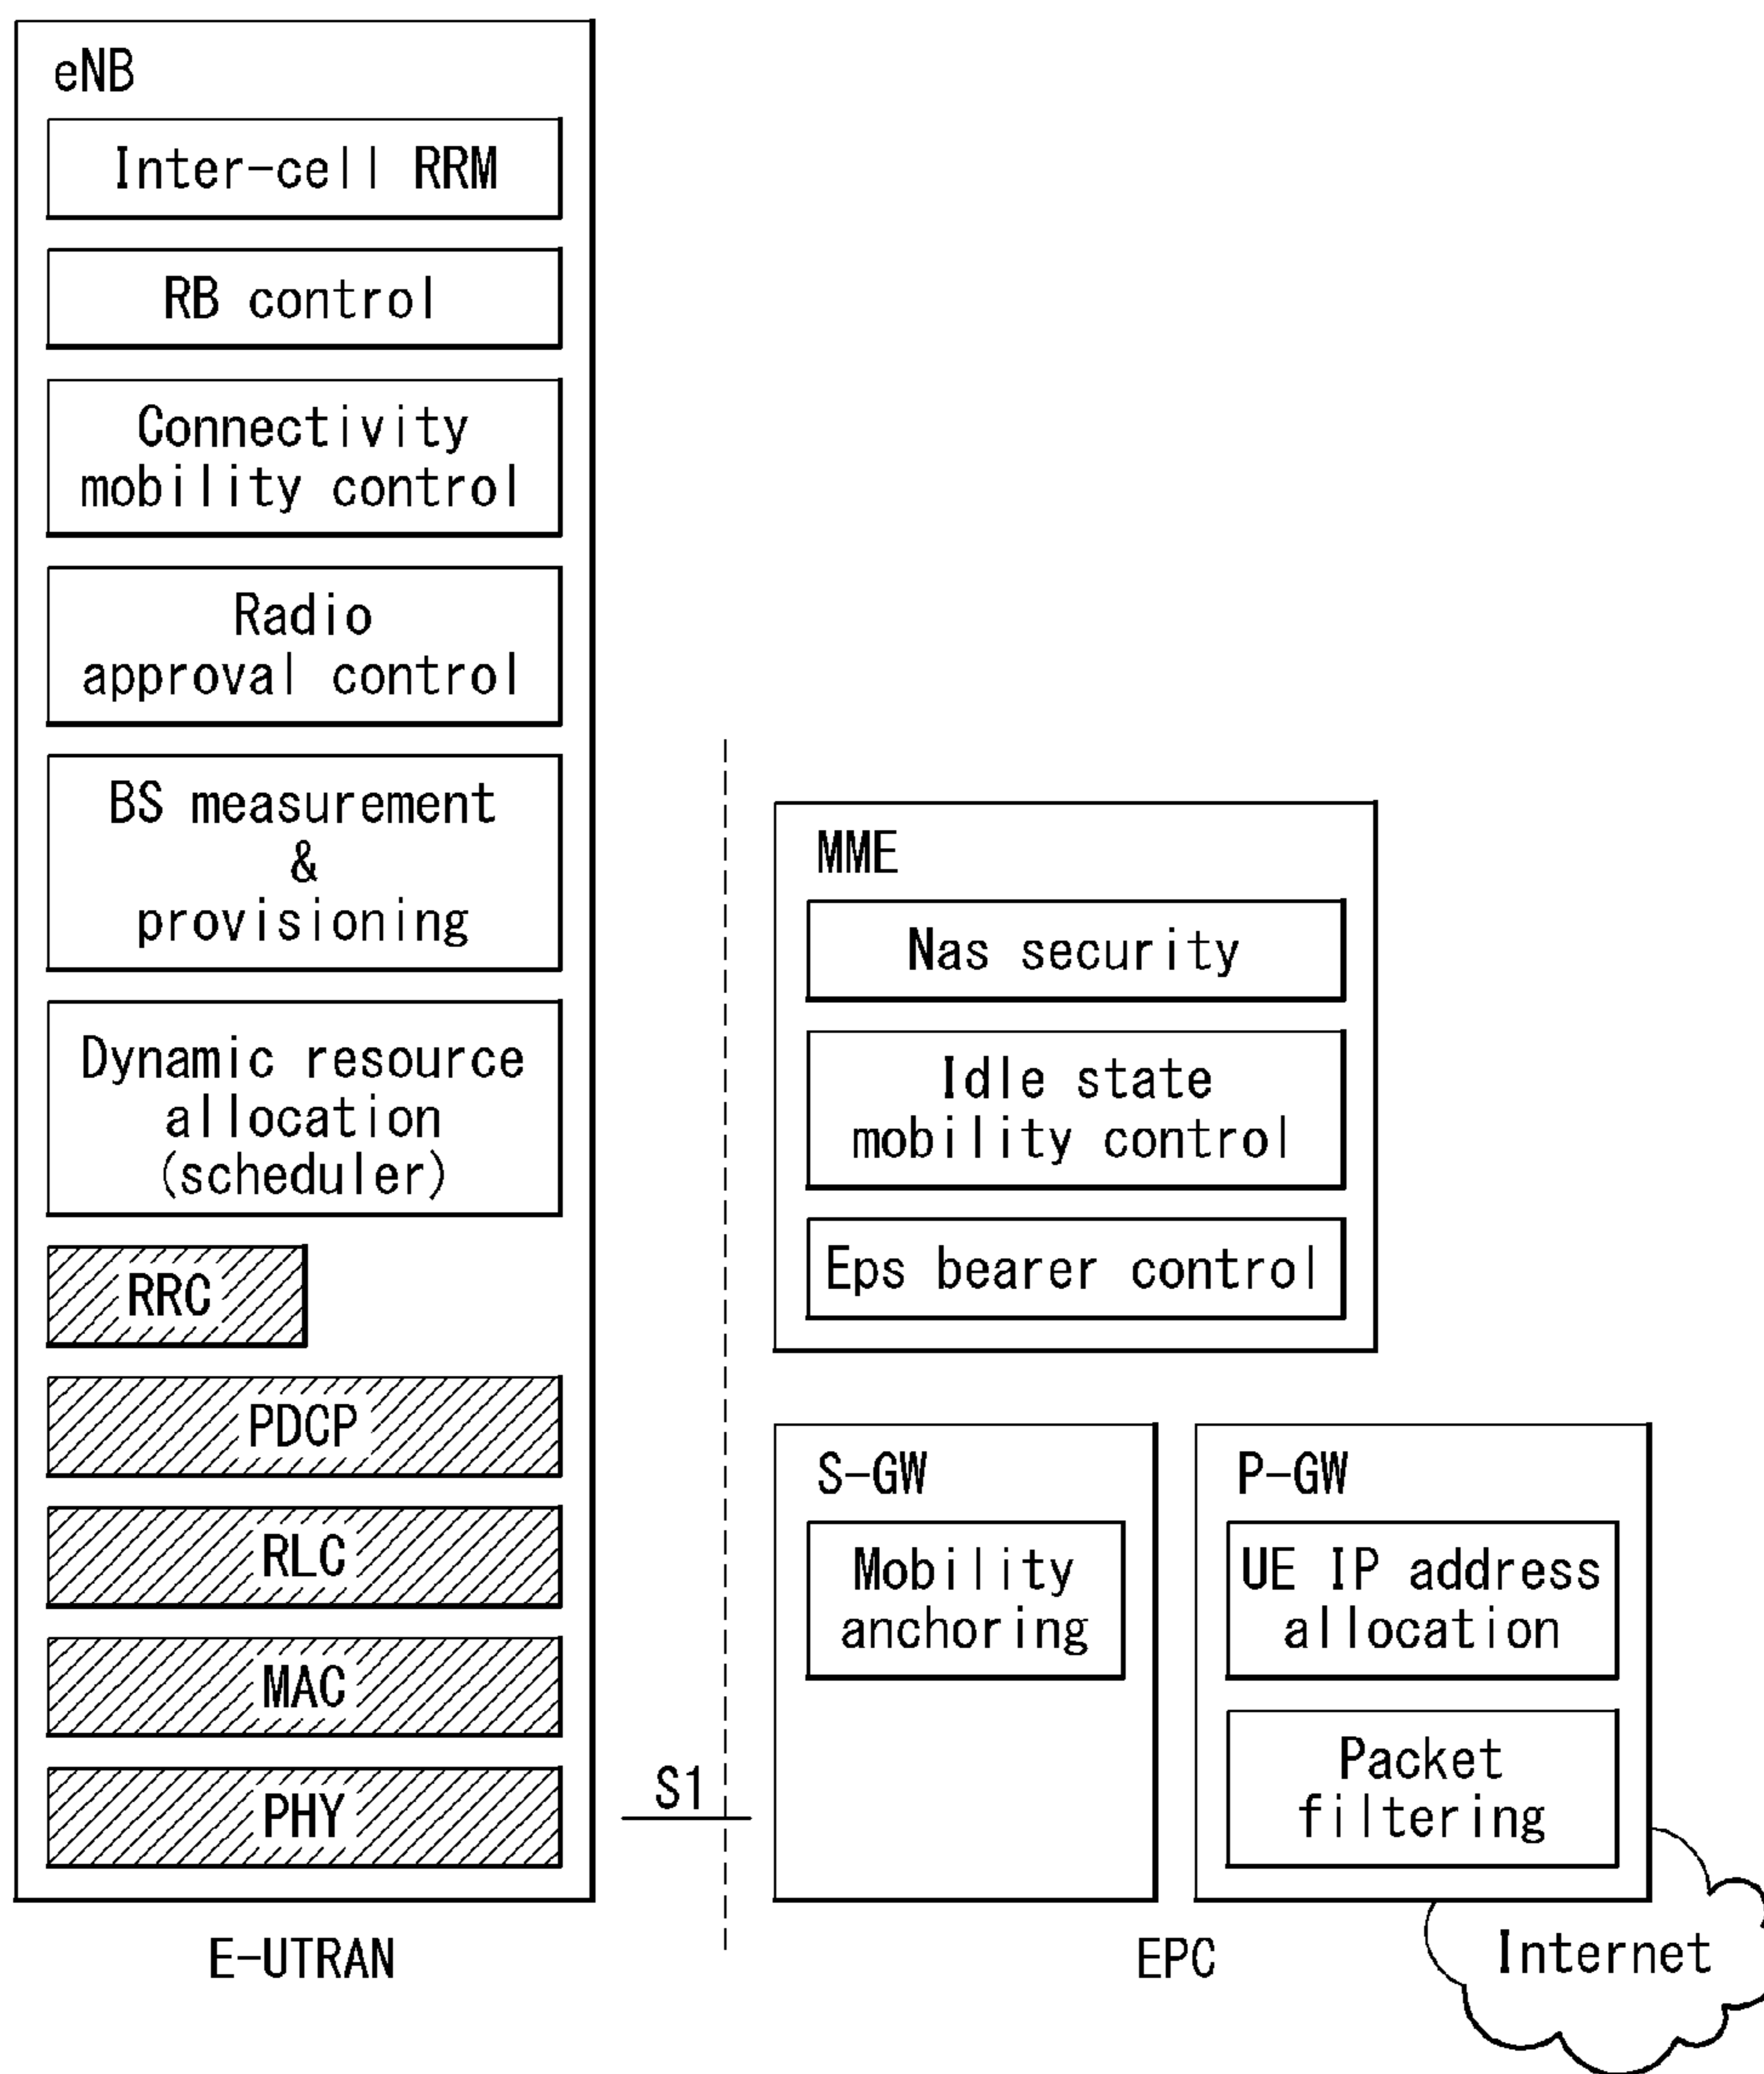 eNB
Inter-cell RRM
RB control
Connectivity
mobility control
Radio
approval control
BS measurement
&
provisioning
Dynamic resource
allocation
(scheduler)
RRC
PDCP
RLC
MAC
PHY
E-UTRAN
S1
MME
Nas security
Idle state
mobility control
Eps bearer control
S-GW
Mobility
anchoring
P-GW
UE IP address
allocation
Packet
filtering
EPC
Internet